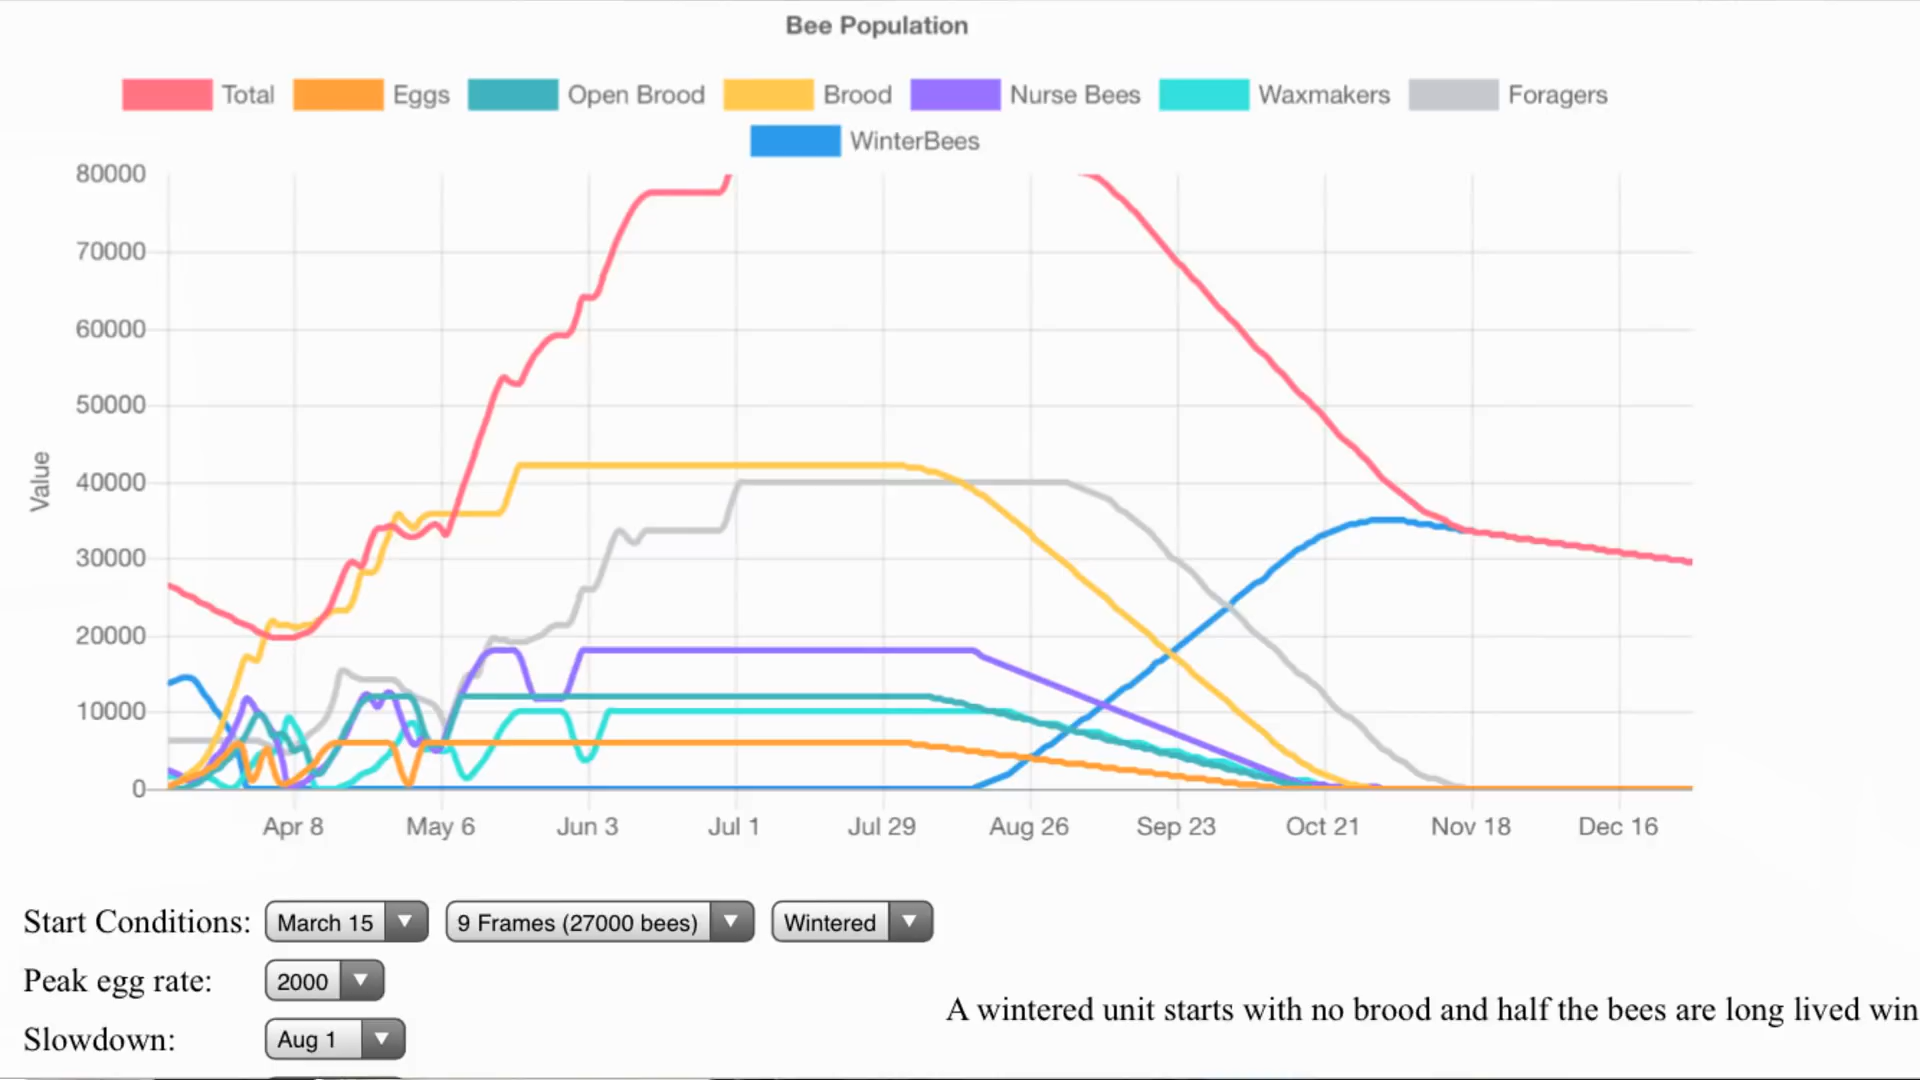 Bee Population
Total Eggs Open Brood Brood Nurse Bees Waxmakers Foragers
WinterBees
80000
70000
60000
50000
40000
30000
20000
10000
0
Value
Apr 8 May 6 Jun 3 Jul 1 Jul 29 Aug 26 Sep 23 Oct 21 Nov 18 Dec 16
Start Conditions: March 15 9 Frames (27000 bees) Wintered
Peak egg rate: 2000
A wintered unit starts with no brood and half the bees are long lived win
Slowdown: Aug 1